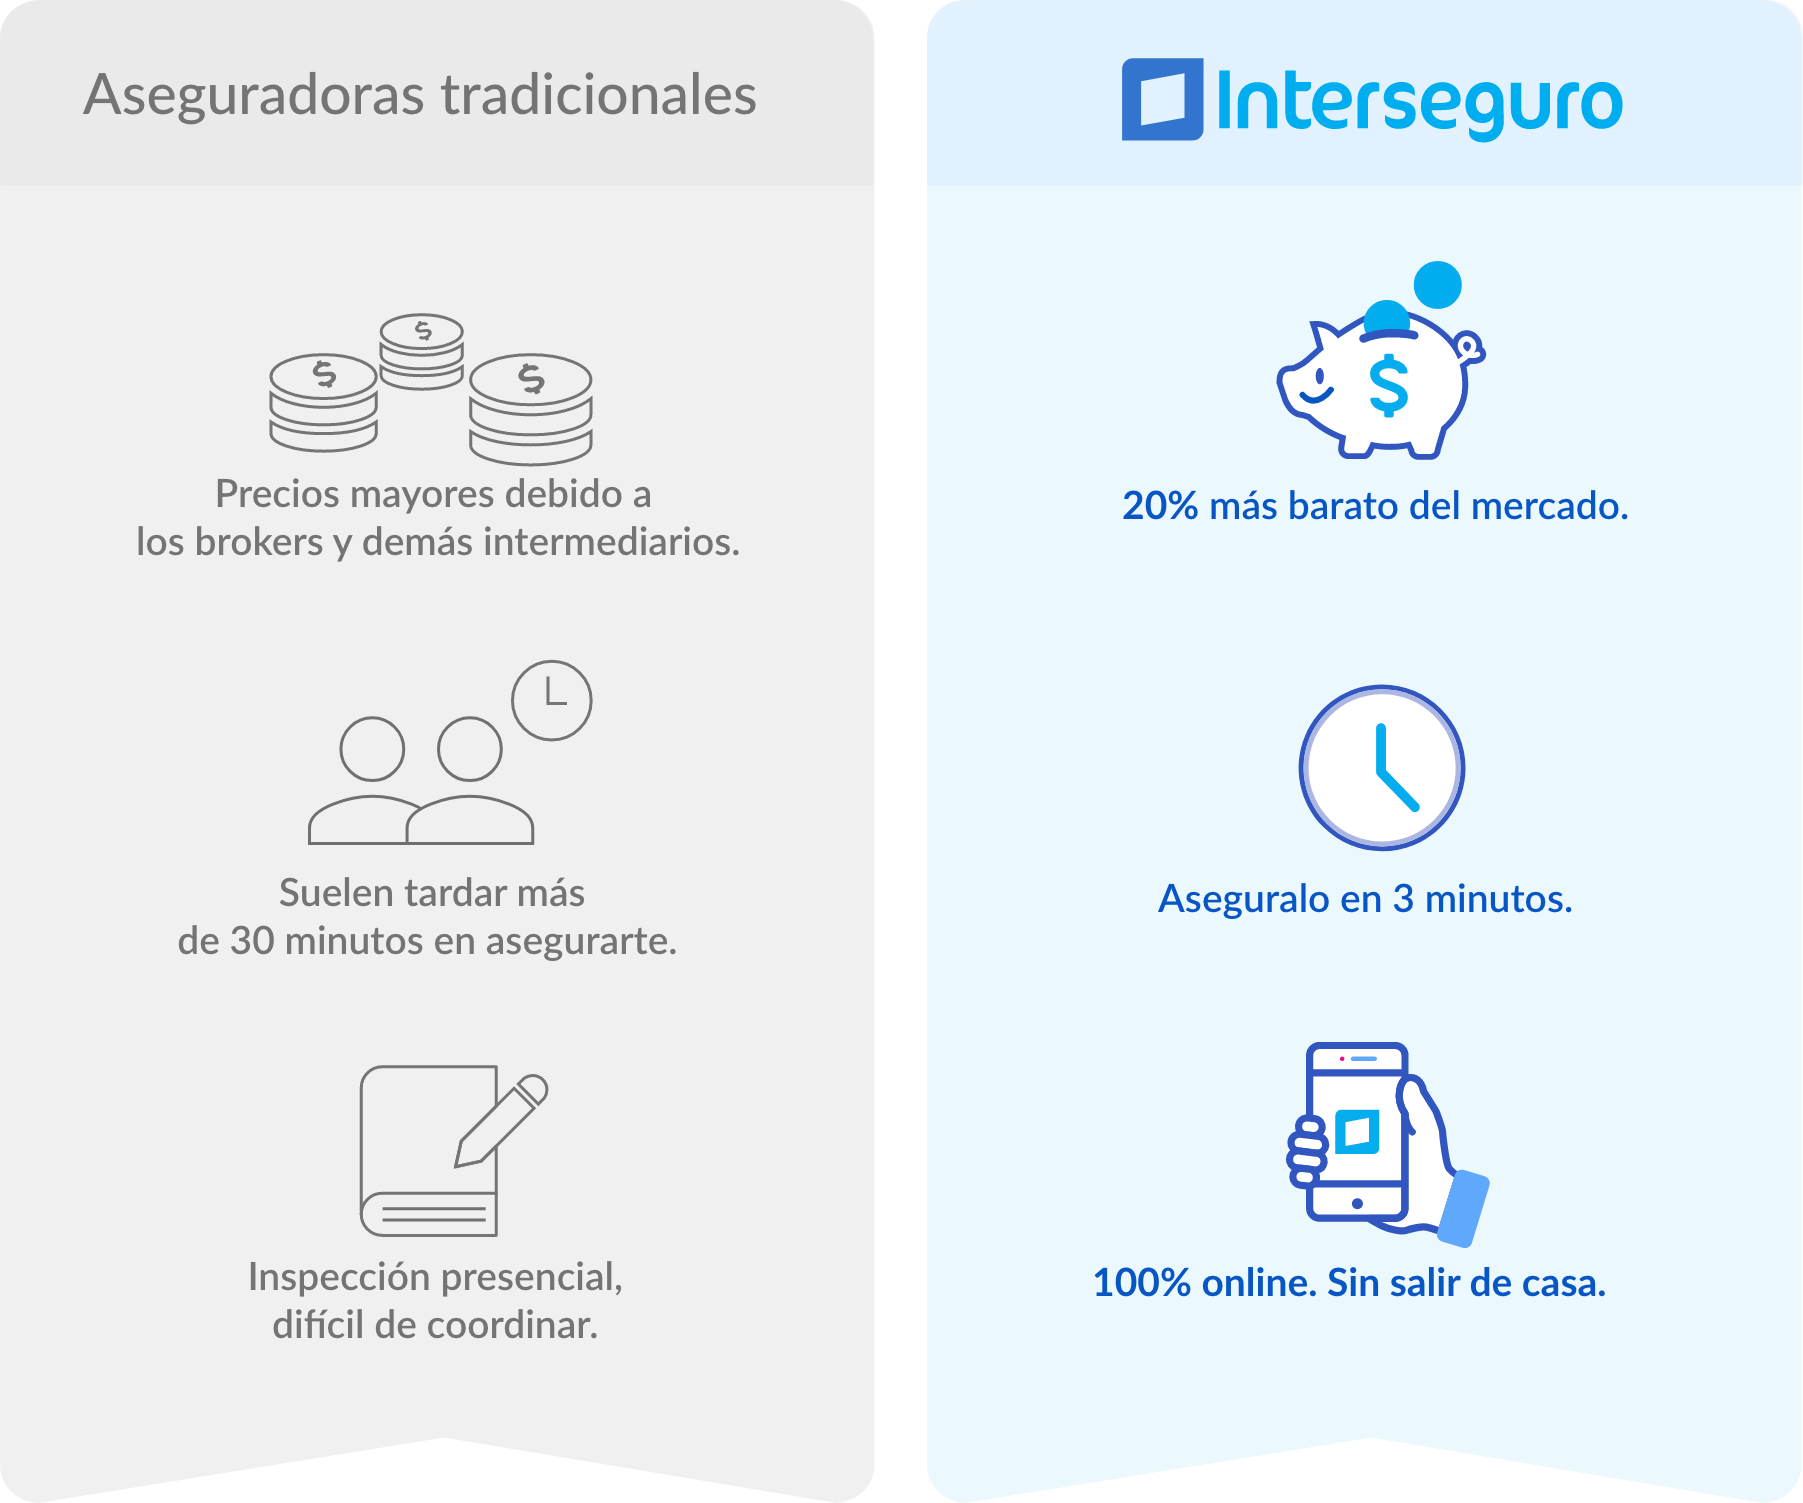 Aseguradoras tradicionales
$
$
$
Precios mayores debido a
los brokers y demás intermediarios.
Suelen tardar más
de 30 minutos en asegurarte.
Inspección presencial,
difícil de coordinar.
Interseguro
$
20% más barato del mercado.
Aseguralo en 3 minutos.
100% online. Sin salir de casa.